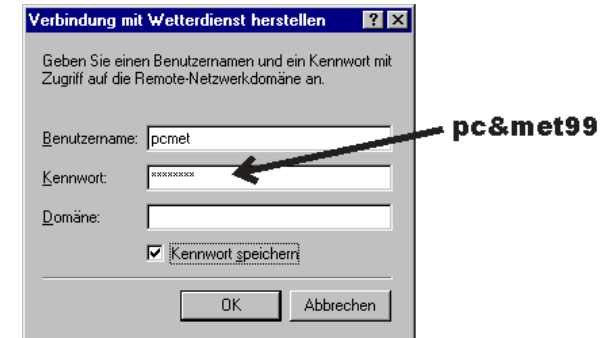 Verbindung mit Wetterdienst herstellen
Geben Sie einen Benutzernamen und ein Kennwort mit
Zugriff auf die Remote-Netzwerkdomäne an.
Benutzername: pcmet
pc&met99
Kennwort: ********
Domäne:
Kennwort speichern
OK Abbrechen